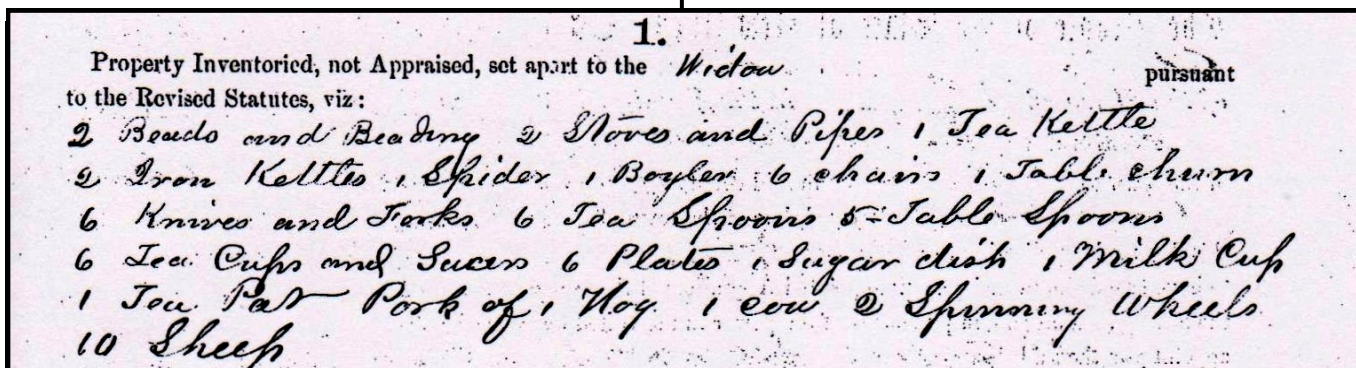 1.
Property Inventoried, not Appraised, set apart to the Widow pursuant
to the Revised Statutes, viz:
2 Beads and Beading 2 Stoves and Pipes 1 Tea Kettle
2 Iron Kettles 1 Spider 1 Boyler 6 chairs 1 Table churn
6 Knives and Forks 6 Tea Spoons 5 Table Spoons
6 Tea Cups and Sucers 6 Plates 1 Sugar dish 1 Milk Cup
1 Tea Pat Pork of 1 Hog 1 cow 2 Spinning Wheels
10 Sheep